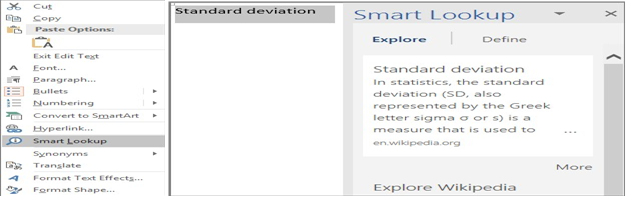 Cut
Copy
Paste Options:
Exit Edit Text
A Font...
Paragraph...
Bullets
Numbering
Convert to SmartArt
Hyperlink...
Smart Lookup
Synonyms
Translate
Format Text Effects...
Format Shape...
Standard deviation
Smart Lookup
Explore
Define
Standard deviation
In statistics, the standard
deviation (SD, also
represented by the Greek
letter sigma σ or s) is a
measure that is used to ...
en.wikipedia.org
More
Explore Wikipedia